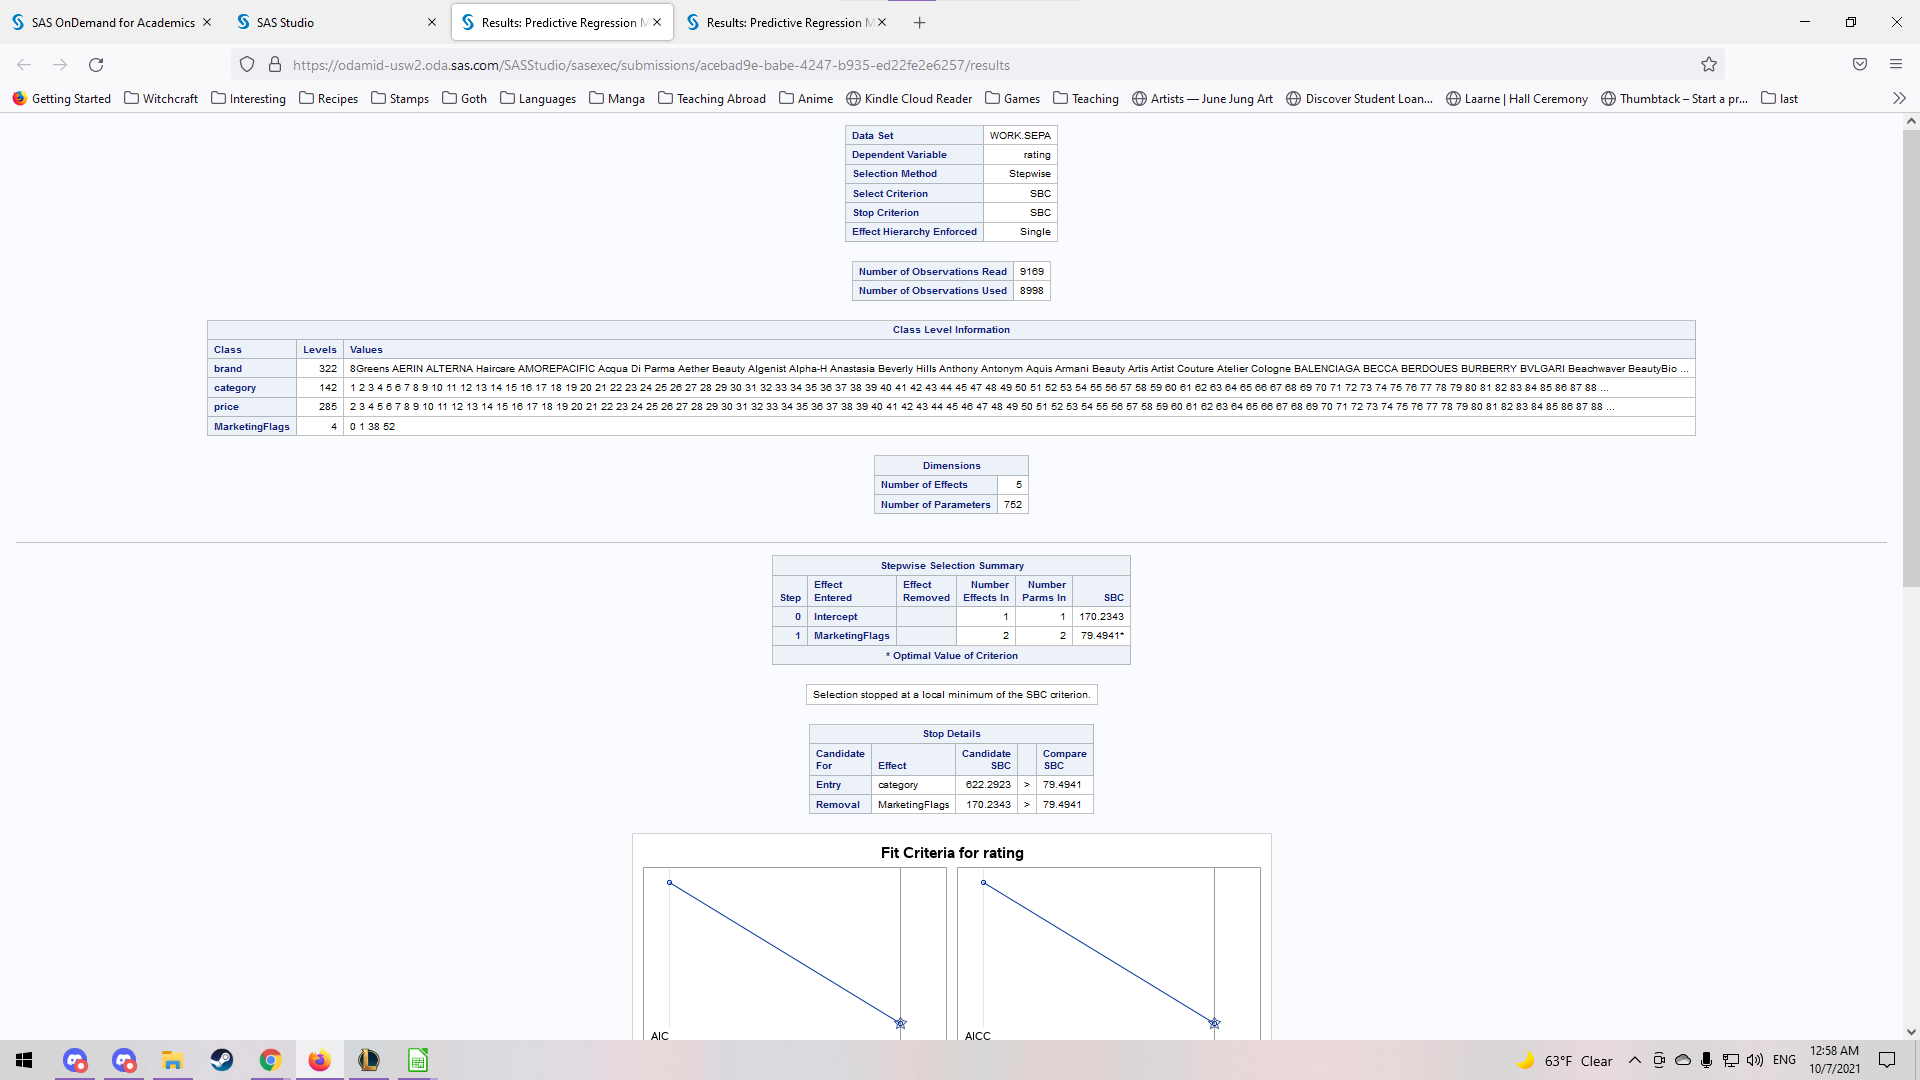 SAS OnDemand for Academics
SAS Studio
Results: Predictive Regression M
Results: Predictive Regression M
https://odamid-usw2.oda.sas.com/SASStudio/sasexec/submissions/acebad9e-babe-4247-b935-ed22fe2e6257/results
Getting Started Witchcraft Interesting Recipes Stamps Goth Languages Manga Teaching Abroad Anime Kindle Cloud Reader Games Teaching Artists — June Jung Art Discover Student Loan... Laarne | Hall Ceremony Thumbtack – Start a pr... last
Data Set WORK.SEPA
Dependent Variable rating
Selection Method Stepwise
Select Criterion SBC
Stop Criterion SBC
Effect Hierarchy Enforced Single
Number of Observations Read 9169
Number of Observations Used 8998
Class Level Information
Class Levels Values
brand 322 8Greens AERIN ALTERNA Haircare AMOREPACIFIC Acqua Di Parma Aether Beauty Algenist Alpha-H Anastasia Beverly Hills Anthony Antonym Aquis Armani Beauty Artis Artist Couture Atelier Cologne BALENCIAGA BECCA BERDOUES BURBERRY BVLGARI Beachwaver BeautyBio ...
category 142 1 2 3 4 5 6 7 8 9 10 11 12 13 14 15 16 17 18 19 20 21 22 23 24 25 26 27 28 29 30 31 32 33 34 35 36 37 38 39 40 41 42 43 44 45 46 47 48 49 50 51 52 53 54 55 56 57 58 59 60 61 62 63 64 65 66 67 68 69 70 71 72 73 74 75 76 77 78 79 80 81 82 83 84 85 86 87 88 ...
price 285 2 3 4 5 6 7 8 9 10 11 12 13 14 15 16 17 18 19 20 21 22 23 24 25 26 27 28 29 30 31 32 33 34 35 36 37 38 39 40 41 42 43 44 45 46 47 48 49 50 51 52 53 54 55 56 57 58 59 60 61 62 63 64 65 66 67 68 69 70 71 72 73 74 75 76 77 78 79 80 81 82 83 84 85 86 87 88 ...
MarketingFlags 4 0 1 38 52
Dimensions
Number of Effects 5
Number of Parameters 752
Stepwise Selection Summary
Step Effect Entered Effect Removed Number Effects In Number Parms In SBC
0 Intercept 1 1 170.2343
1 MarketingFlags 2 2 79.4941*
* Optimal Value of Criterion
Selection stopped at a local minimum of the SBC criterion.
Stop Details
Candidate For Effect Candidate SBC Compare SBC
Entry category 622.2923 > 79.4941
Removal MarketingFlags 170.2343 > 79.4941
Fit Criteria for rating
AIC AICC
63°F Clear ENG 12:58 AM
10/7/2021